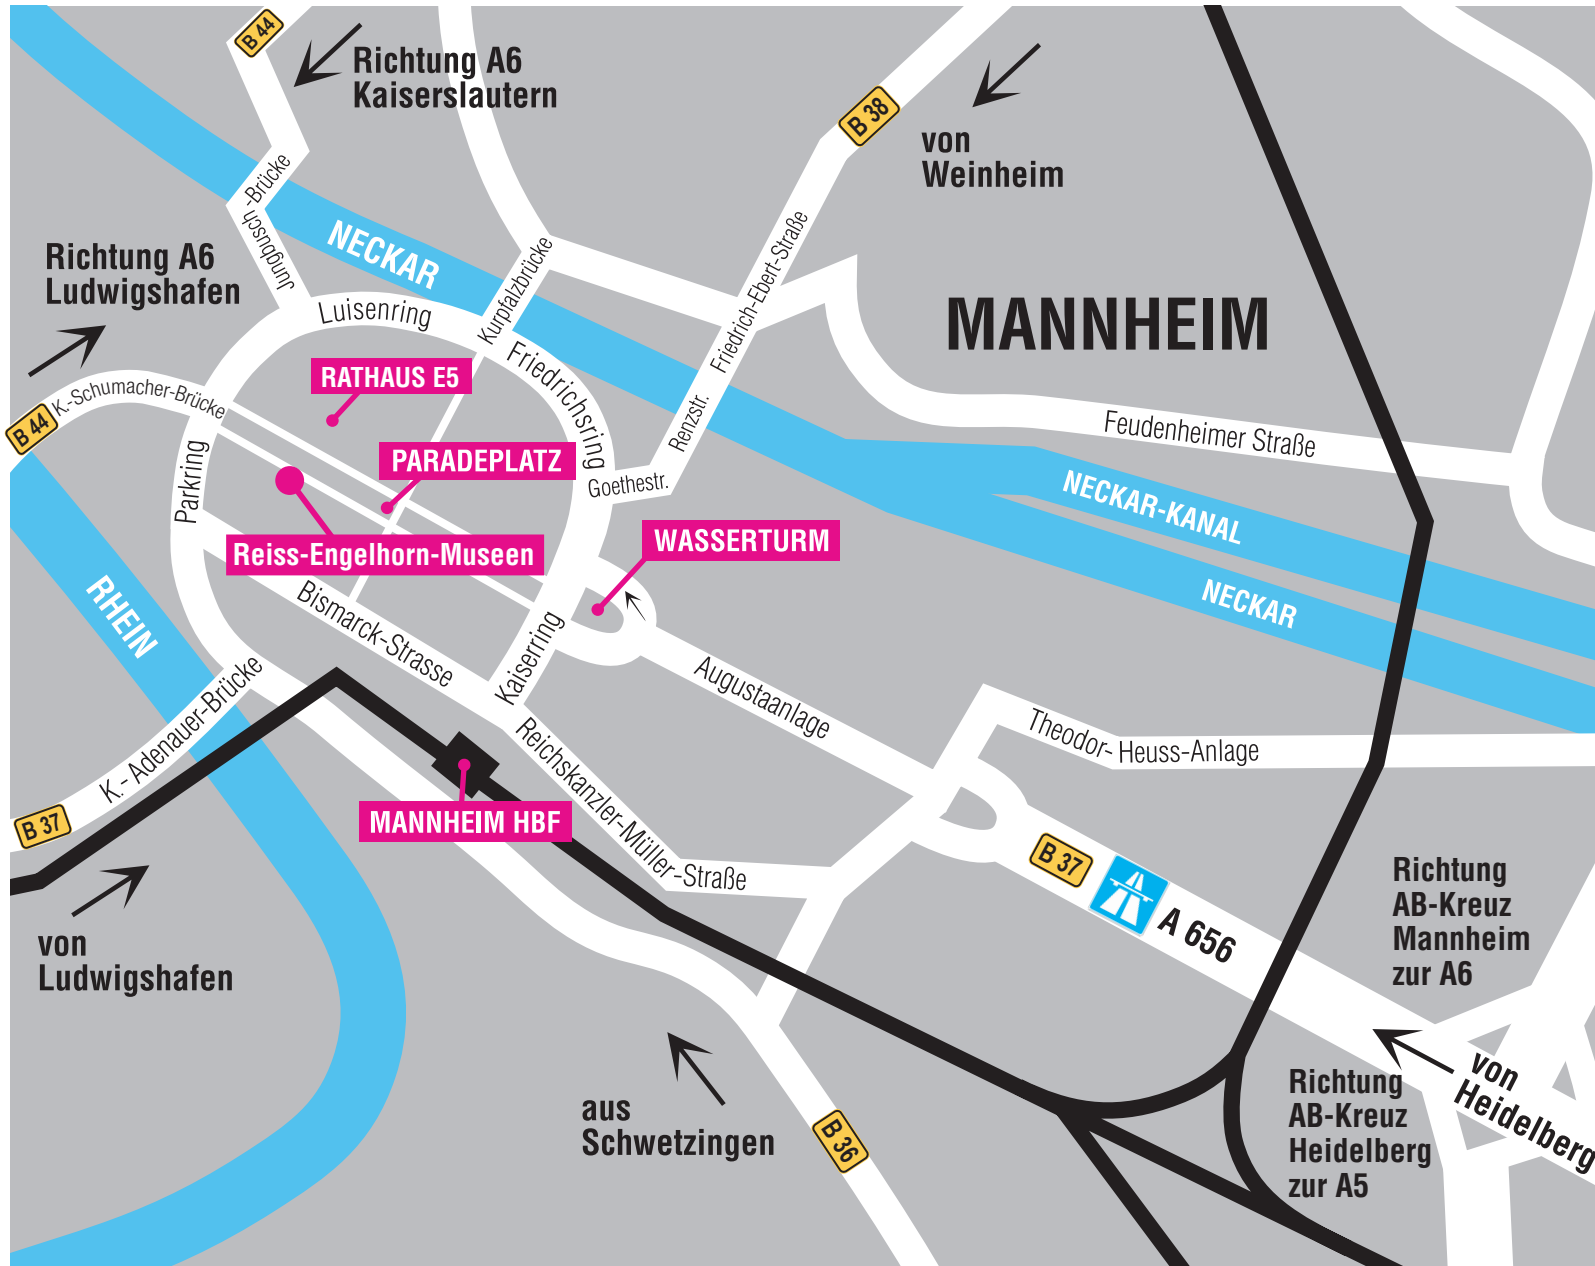 B 44
Richtung A6
Kaiserslautern
B 38
von
Weinheim
Jungbusch-Brücke
NECKAR
Richtung A6
Ludwigshafen
Luisenring
Kurpfalzbrücke
Friedrich-Ebert-Straße
MANNHEIM
Friedrichsring
RATHAUS E5
K.-Schumacher-Brücke
B 44
Renzstr.
Feudenheimer Straße
Parkring
PARADEPLATZ
Goethestr.
NECKAR-KANAL
Reiss-Engelhorn-Museen
WASSERTURM
NECKAR
RHEIN
Bismarck-Strasse
Kaiserring
Augustaanlage
K.- Adenauer-Brücke
Reichskanzler-Müller-Straße
Theodor- Heuss-Anlage
MANNHEIM HBF
B 37
B 37
A 656
Richtung
AB-Kreuz
Mannheim
zur A6
von
Ludwigshafen
von
Heidelberg
Richtung
AB-Kreuz
Heidelberg
zur A5
aus
Schwetzingen
B 36